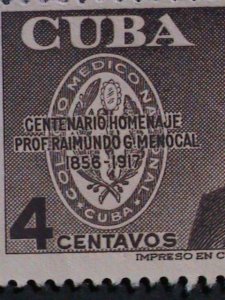 CUBA
COLEGIO MEDICO NACIONAL
CENTENARIO HOMENAJE
PROF. RAIMUNDO G. MENOCAL
1856-1917
CUBA
4 CENTAVOS
IMPRESO EN C